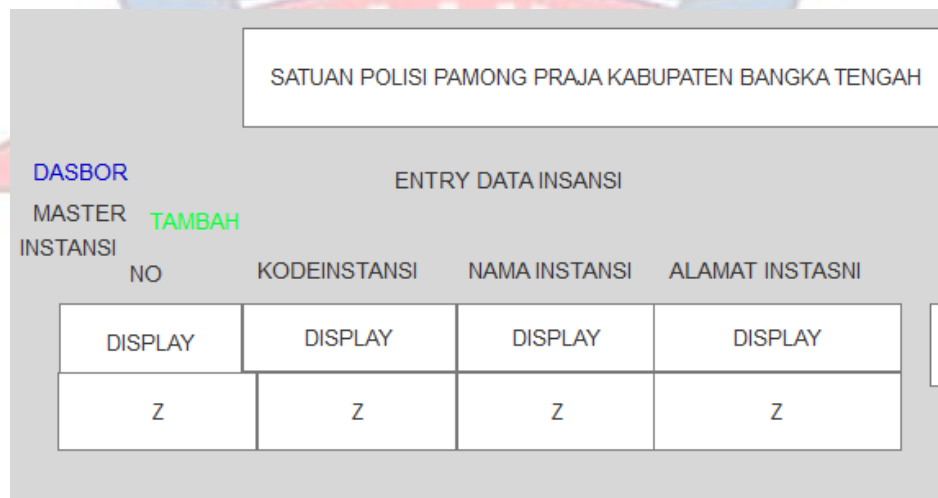 SATUAN POLISI PAMONG PRAJA KABUPATEN BANGKA TENGAH
DASBOR
ENTRY DATA INSANSI
MASTER TAMBAH
INSTANSI
NO KODEINSTANSI NAMA INSTANSI ALAMAT INSTASNI
DISPLAY DISPLAY DISPLAY DISPLAY
Z Z Z Z